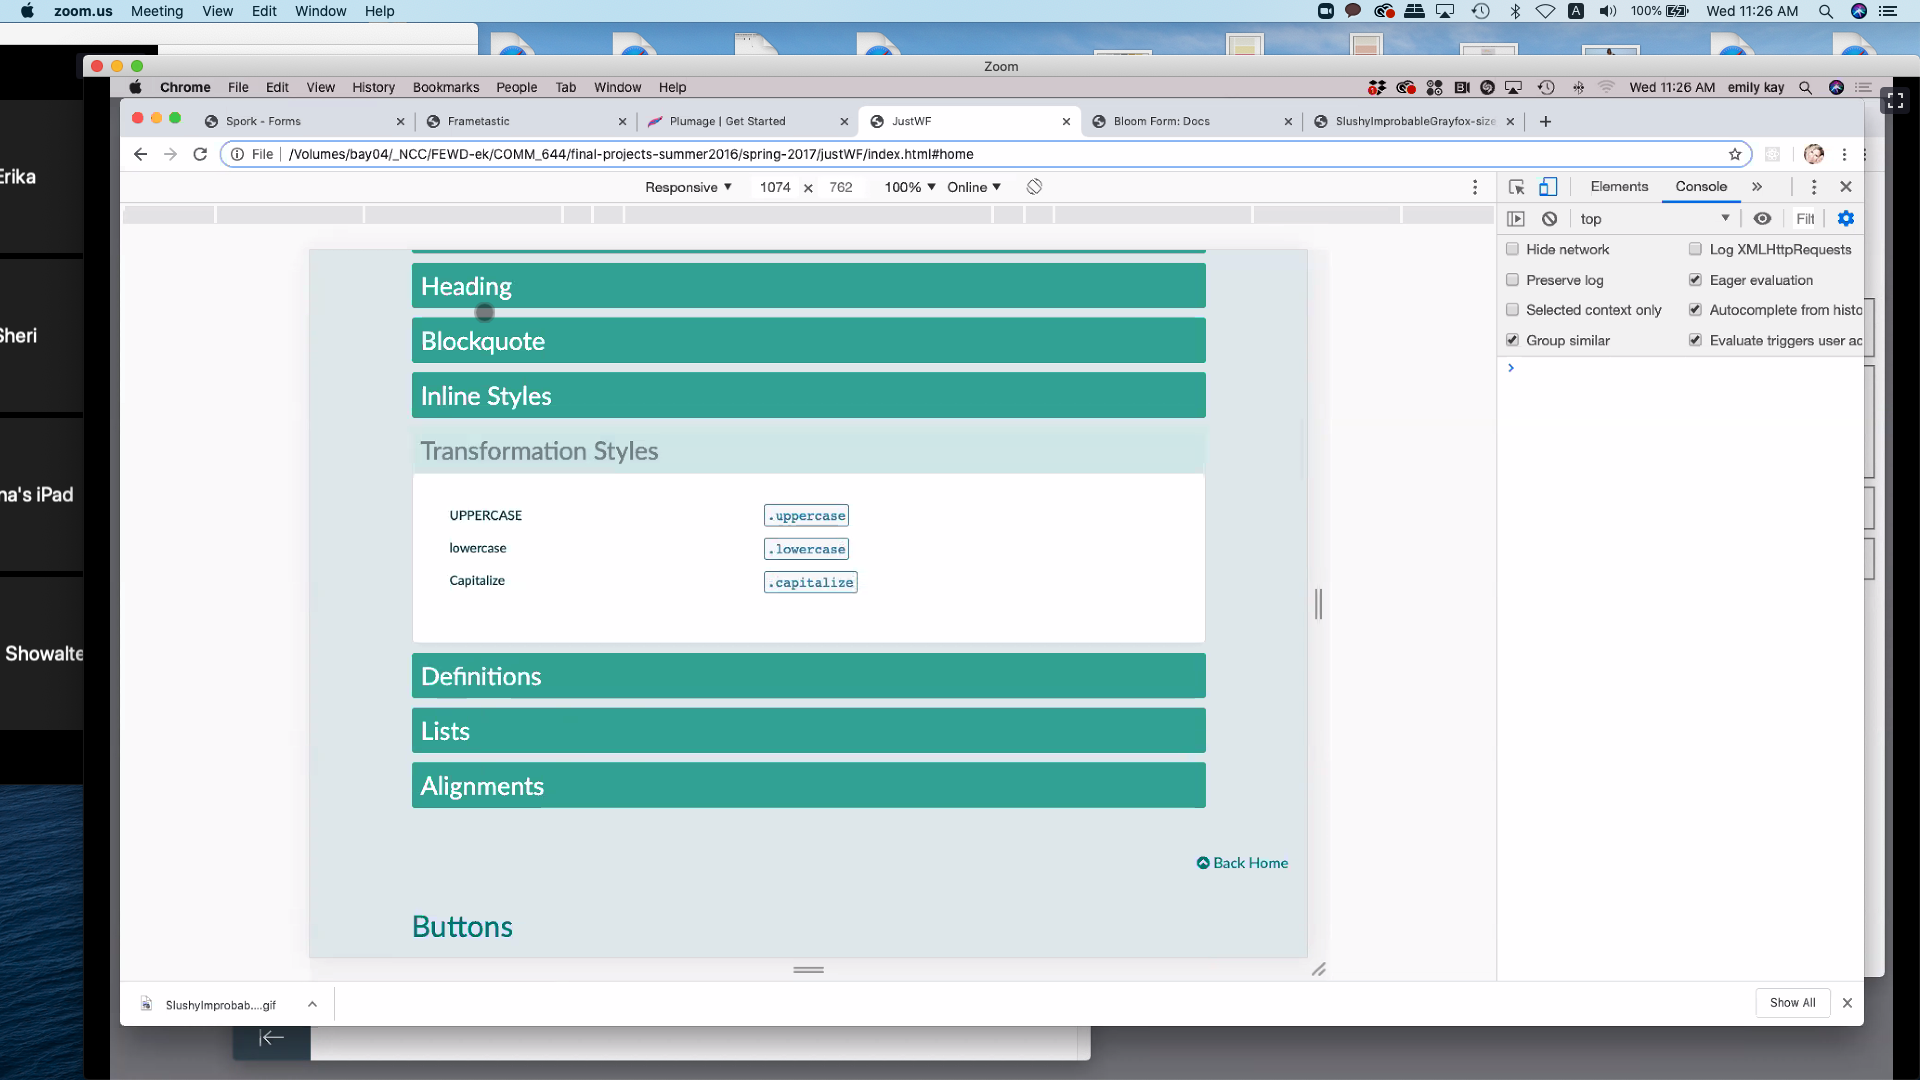 zoom.us Meeting View Edit Window Help 100% Wed 11:26 AM
Zoom
Chrome File Edit View History Bookmarks People Tab Window Help Wed 11:26 AM emily kay
Spork - Forms Frametastic Plumage | Get Started JustWF Bloom Form: Docs SlushyImprobableGrayfox-size
File /Volumes/bay04/_NCC/FEWD-ek/COMM_644/final-projects-summer2016/spring-2017/justWF/index.html#home
Responsive 1074 × 762 100% Online Elements Console »
top Filt
Hide network Log XMLHttpRequests
Preserve log Eager evaluation
Selected context only Autocomplete from histo
Group similar Evaluate triggers user ac
Erika
Sheri
na's iPad
Showalte
Heading
Blockquote
Inline Styles
Transformation Styles
UPPERCASE .uppercase
lowercase .lowercase
Capitalize .capitalize
Definitions
Lists
Alignments
Back Home
Buttons
SlushyImprobab....gif Show All